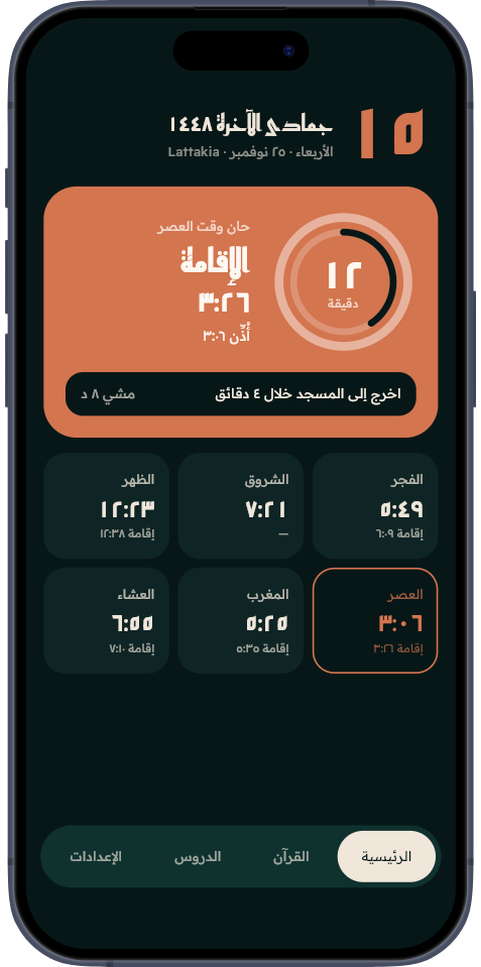 ١٥
جمادى الآخرة ١٤٤٨
الأربعاء · ٢٥ نوفمبر · Lattakia
١٢
دقيقة
حان وقت العصر
الإقامة
٣:٢٦
أُذّن ٣:٠٦
اخرج إلى المسجد خلال ٤ دقائق
مشي ٨ د
الفجر
٥:٤٩
إقامة ٦:٠٩
الشروق
٧:٢١
—
الظهر
١٢:٢٣
إقامة ١٢:٣٨
العصر
٣:٠٦
إقامة ٣:٢٦
المغرب
٥:٢٥
إقامة ٥:٣٥
العشاء
٦:٥٥
إقامة ٧:١٠
الرئيسية
القرآن
الدروس
الإعدادات